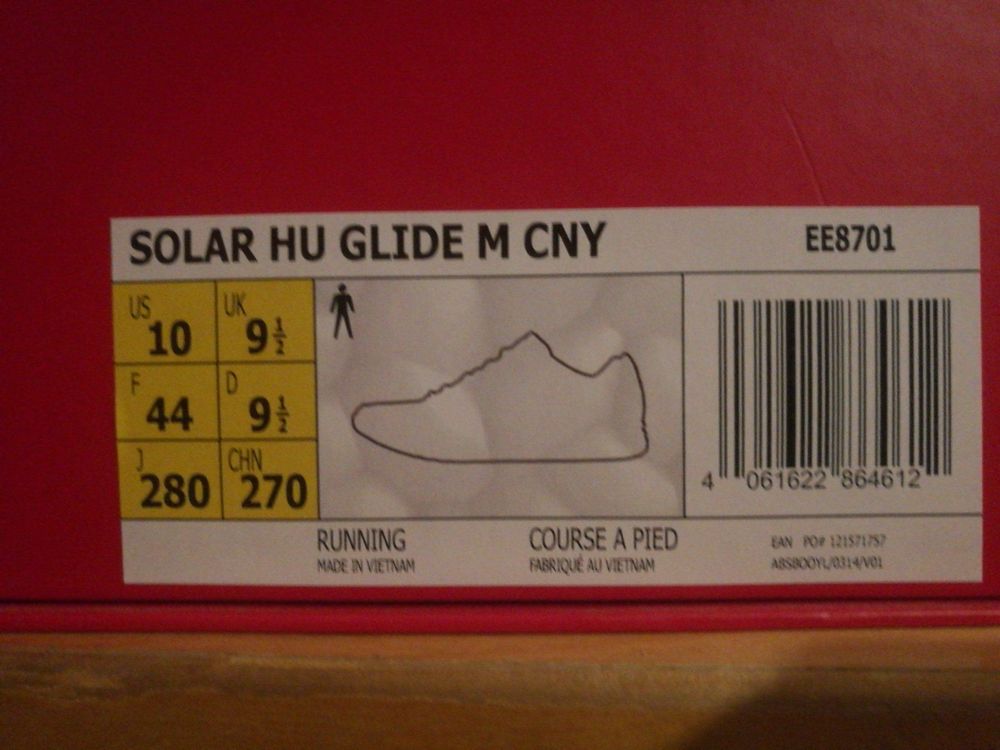 SOLAR HU GLIDE M CNY EE8701
US 10 UK 9½
F 44 D 9½
J 280 CHN 270
4 061622 864612
RUNNING COURSE A PIED
MADE IN VIETNAM FABRIQUÉ AU VIETNAM
EAN PO# 121571757
ABSBOOYL/0314/V01